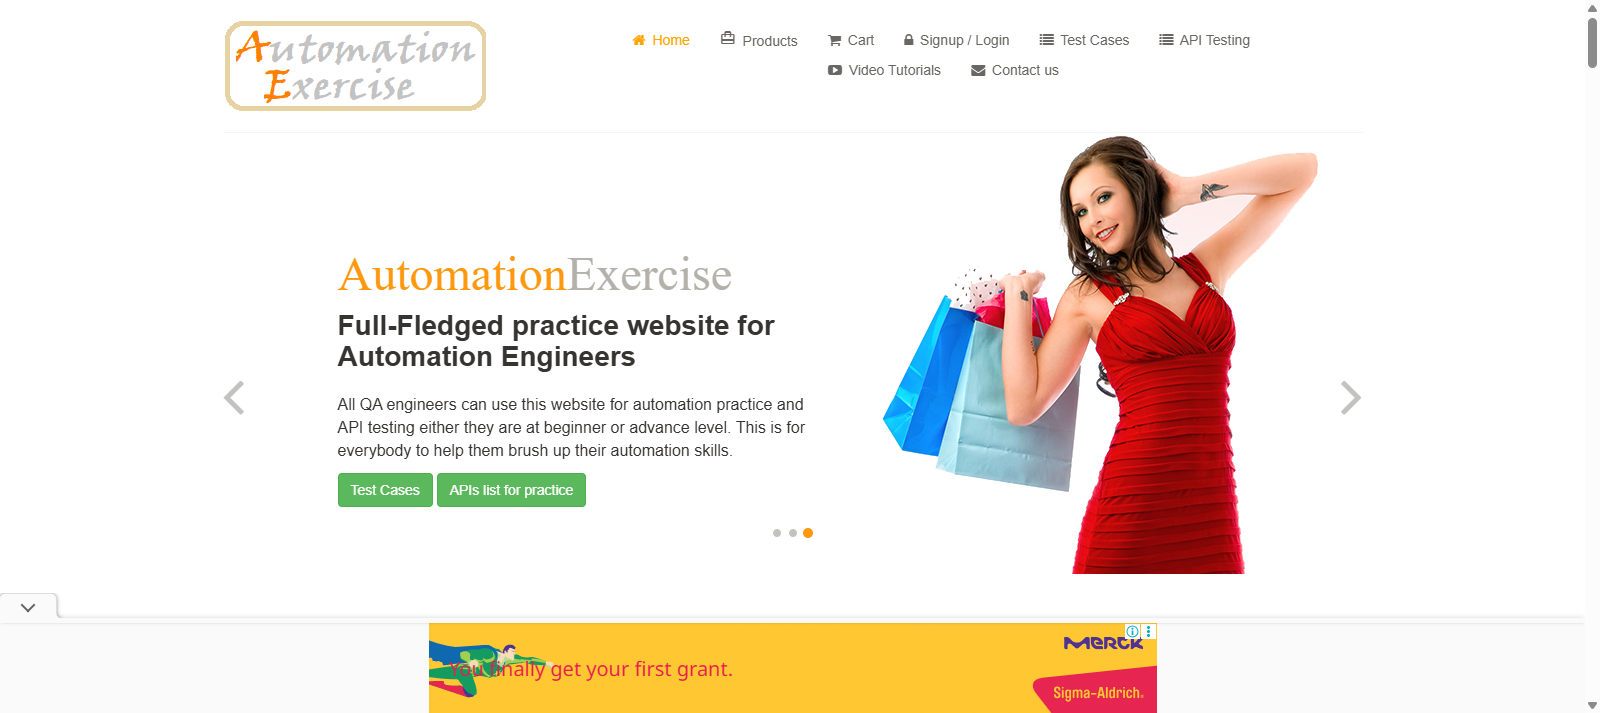 Automation
Exercise
Home
Products
Cart
Signup / Login
Test Cases
API Testing
Video Tutorials
Contact us
AutomationExercise
Full-Fledged practice website for
Automation Engineers
All QA engineers can use this website for automation practice and
API testing either they are at beginner or advance level. This is for
everybody to help them brush up their automation skills.
Test Cases
APIs list for practice
You finally get your first grant.
MERCK
Sigma-Aldrich.